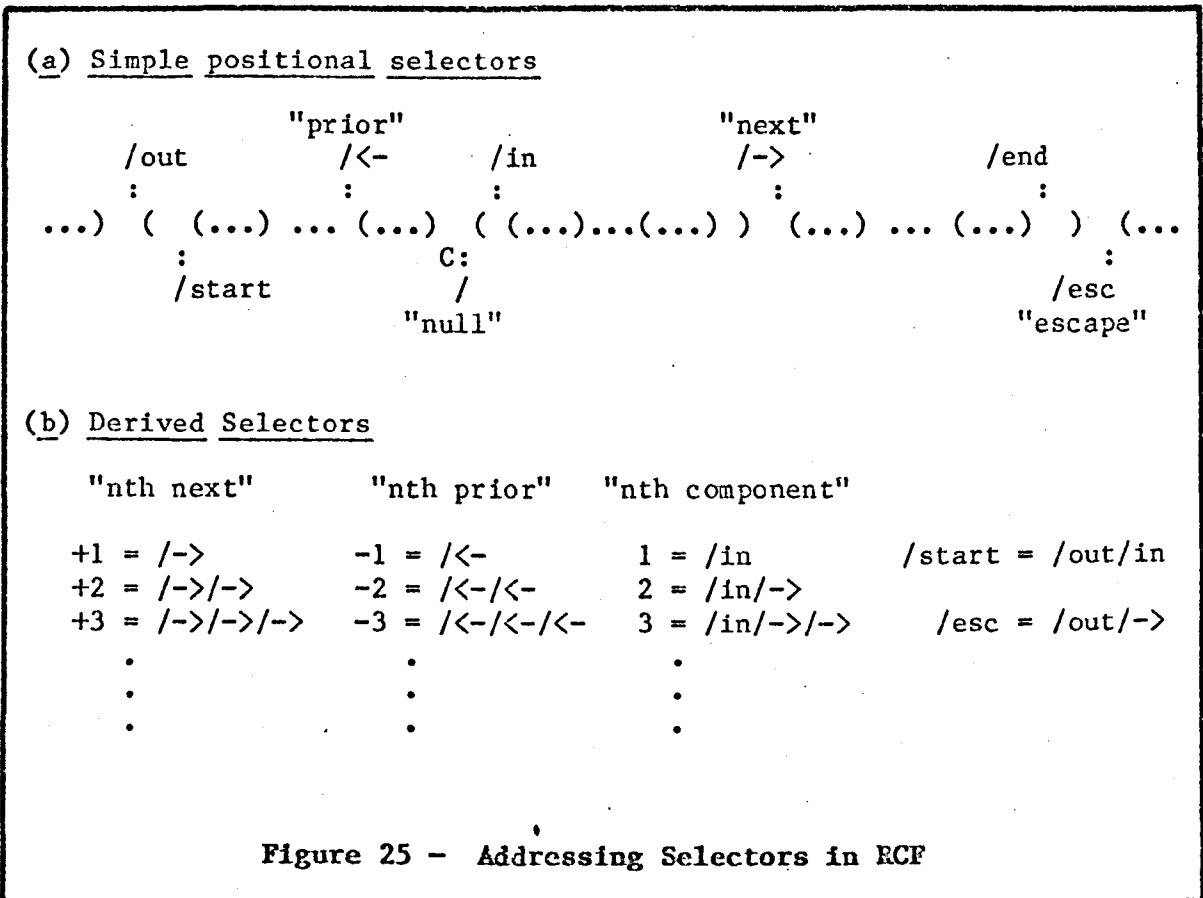 (a) Simple positional selectors
"prior" "next"
/out /<- /in /-> /end
: : : : :
...) ( (...) ... (...) ( (...)...(...) ) (...) ... (...) ) (...
: C: :
/start / /esc
"null" "escape"
(b) Derived Selectors
"nth next" "nth prior" "nth component"
+1 = /-> -1 = /<- 1 = /in /start = /out/in
+2 = /->/-> -2 = /<-/<- 2 = /in/->
+3 = /->/->/-> -3 = /<-/<-/<- 3 = /in/->/-> /esc = /out/->
. . .
. . .
. . .
Figure 25 - Addressing Selectors in RCF